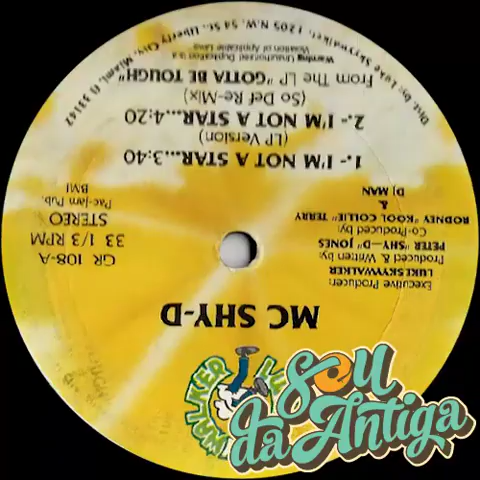 WALKER
MC SHY-D
Executive Producer:
LUKE SKYYWALKER
Produced & Written by:
PETER "SHY-D" JONES
Co-Produced by:
RODNEY "KOOL COLLIE" TERRY
&
DJ MAN
GR 108-A
33 1/3 RPM
STEREO
Pac-Jam Pub.
BMI
1.- I'M NOT A STAR...3:40
(LP Version)
2.- I'M NOT A STAR...4:20
(So Def Re-Mix)
From The LP "GOTTA BE TOUGH"
Warning: Unauthorized Duplication is a
Violation of Applicable Laws
Dist. by: Luke Skyywalker, 1205 N.W. 54 St., Liberty City, Miami, Fl 33142
Sou
da Antiga